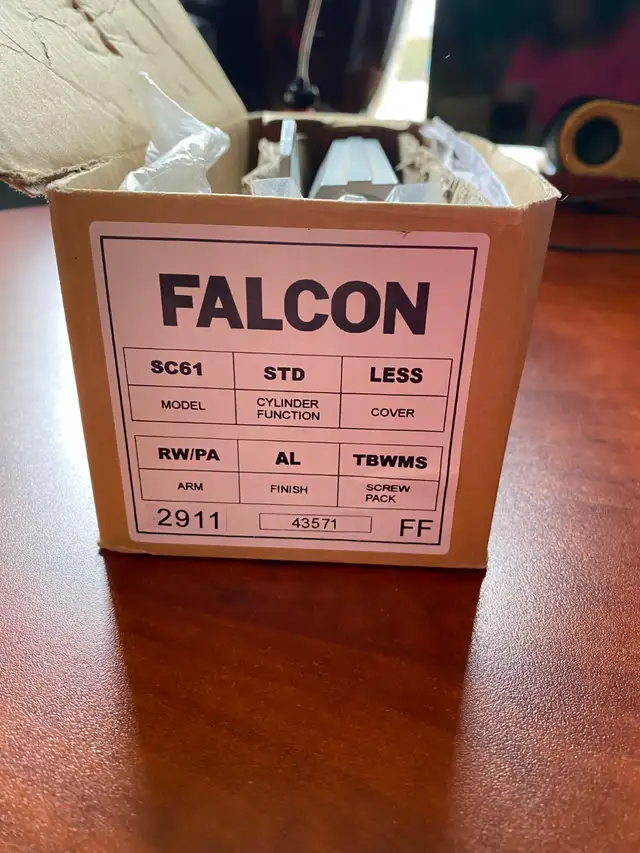 FALCON
SC61 STD LESS
MODEL CYLINDER FUNCTION COVER
RW/PA AL TBWMS
ARM FINISH SCREW PACK
2911 43571 FF